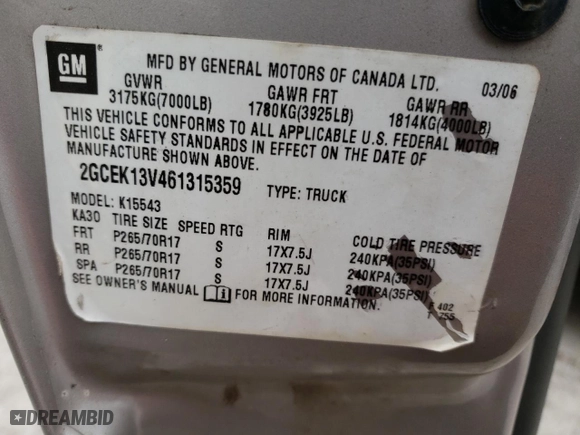 GM
MFD BY GENERAL MOTORS OF CANADA LTD. 03/06
GVWR GAWR FRT GAWR RR
3175KG(7000LB) 1780KG(3925LB) 1814KG(4000LB)
THIS VEHICLE CONFORMS TO ALL APPLICABLE U.S. FEDERAL MOTOR
VEHICLE SAFETY STANDARDS IN EFFECT ON THE DATE OF
MANUFACTURE SHOWN ABOVE.
2GCEK13V461315359 TYPE: TRUCK
MODEL: K15543
KA30 TIRE SIZE SPEED RTG RIM COLD TIRE PRESSURE
FRT P265/70R17 S 17X7.5J 240KPA(35PSI)
RR P265/70R17 S 17X7.5J 240KPA(35PSI)
SPA P265/70R17 S 17X7.5J 240KPA(35PSI)
SEE OWNER'S MANUAL FOR MORE INFORMATION.
402
T 255
DREAMBID